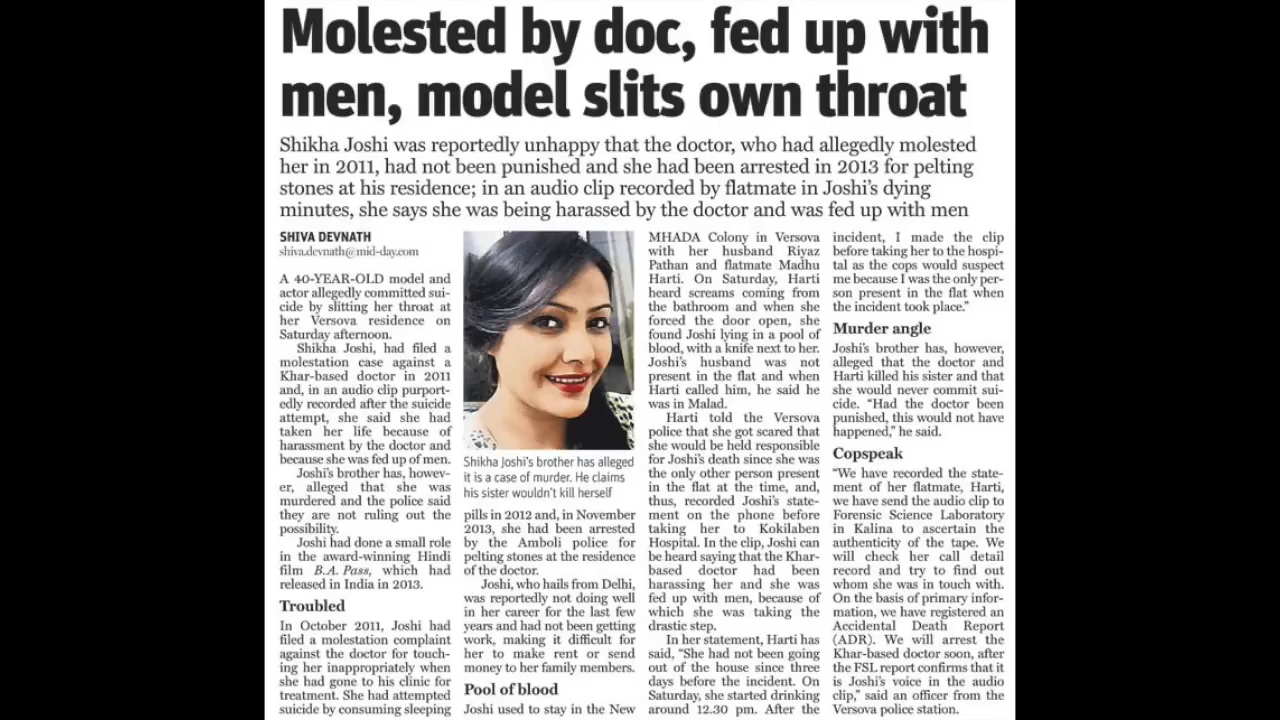 Molested by doc, fed up with
men, model slits own throat
Shikha Joshi was reportedly unhappy that the doctor, who had allegedly molested
her in 2011, had not been punished and she had been arrested in 2013 for pelting
stones at his residence; in an audio clip recorded by flatmate in Joshi's dying
minutes, she says she was being harassed by the doctor and was fed up with men
SHIVA DEVNATH
shiva.devnath@mid-day.com
A 40-YEAR-OLD model and
actor allegedly committed sui-
cide by slitting her throat at
her Versova residence on
Saturday afternoon.
Shikha Joshi, had filed a
molestation case against a
Khar-based doctor in 2011
and, in an audio clip purport-
edly recorded after the suicide
attempt, she said she had
taken her life because of
harassment by the doctor and
because she was fed up of men.
Joshi's brother has, howev-
er, alleged that she was
murdered and the police said
they are not ruling out the
possibility.
Joshi had done a small role
in the award-winning Hindi
film B.A. Pass, which had
released in India in 2013.
Troubled
In October 2011, Joshi had
filed a molestation complaint
against the doctor for touch-
ing her inappropriately when
she had gone to his clinic for
treatment. She had attempted
suicide by consuming sleeping
Shikha Joshi's brother has alleged
it is a case of murder. He claims
his sister wouldn't kill herself
pills in 2012 and, in November
2013, she had been arrested
by the Amboli police for
pelting stones at the residence
of the doctor.
Joshi, who hails from Delhi,
was reportedly not doing well
in her career for the last few
years and had not been getting
work, making it difficult for
her to make rent or send
money to her family members.
Pool of blood
Joshi used to stay in the New
MHADA Colony in Versova
with her husband Riyaz
Pathan and flatmate Madhu
Harti. On Saturday, Harti
heard screams coming from
the bathroom and when she
forced the door open, she
found Joshi lying in a pool of
blood, with a knife next to her.
Joshi's husband was not
present in the flat and when
Harti called him, he said he
was in Malad.
Harti told the Versova
police that she got scared that
she would be held responsible
for Joshi's death since she was
the only other person present
in the flat at the time, and,
thus, recorded Joshi's state-
ment on the phone before
taking her to Kokilaben
Hospital. In the clip, Joshi can
be heard saying that the Khar-
based doctor had been
harassing her and she was
fed up with men, because of
which she was taking the
drastic step.
In her statement, Harti has
said, "She had not been going
out of the house since three
days before the incident. On
Saturday, she started drinking
around 12.30 pm. After the
incident, I made the clip
before taking her to the hospi-
tal as the cops would suspect
me because I was the only per-
son present in the flat when
the incident took place."
Murder angle
Joshi's brother has, however,
alleged that the doctor and
Harti killed his sister and that
she would never commit sui-
cide. "Had the doctor been
punished, this would not have
happened," he said.
Copspeak
"We have recorded the state-
ment of her flatmate, Harti,
we have send the audio clip to
Forensic Science Laboratory
in Kalina to ascertain the
authenticity of the tape. We
will check her call detail
record and try to find out
whom she was in touch with.
On the basis of primary infor-
mation, we have registered an
Accidental Death Report
(ADR). We will arrest the
Khar-based doctor soon, after
the FSL report confirms that it
is Joshi's voice in the audio
clip," said an officer from the
Versova police station.